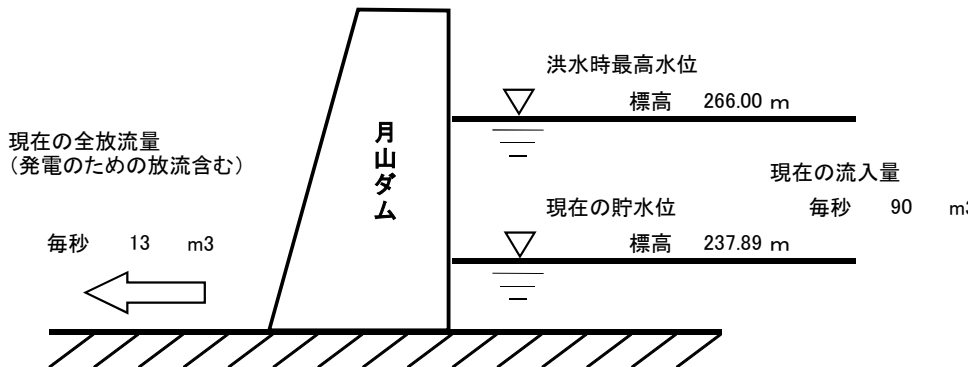 洪水時最高水位
標高 266.00 m
現在の全放流量
(発電のための放流含む)
月山ダム
現在の流入量
毎秒 90 m3
現在の貯水位
標高 237.89 m
毎秒 13 m3